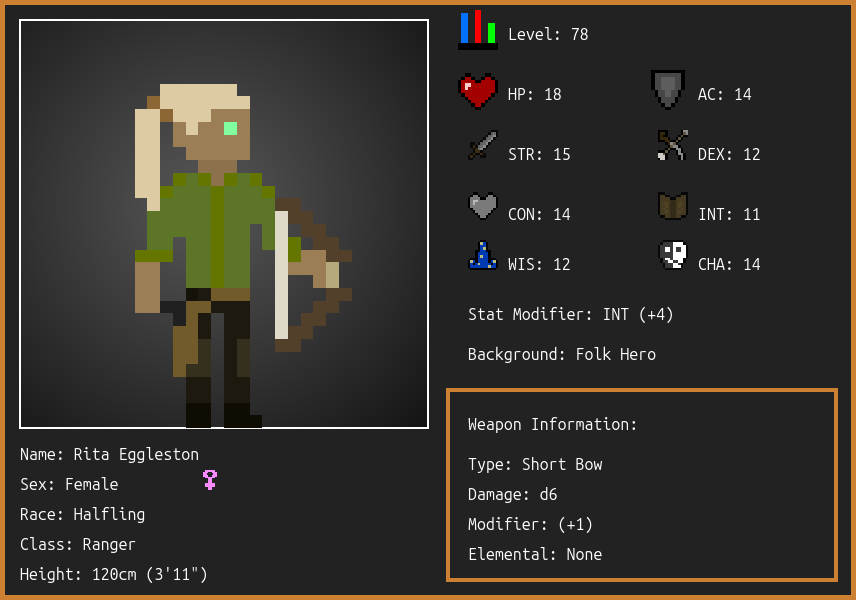 Level: 78
HP: 18
AC: 14
STR: 15
DEX: 12
CON: 14
INT: 11
WIS: 12
CHA: 14
Stat Modifier: INT (+4)
Background: Folk Hero
Weapon Information:
Type: Short Bow
Damage: d6
Modifier: (+1)
Elemental: None
Name: Rita Eggleston
Sex: Female
Race: Halfling
Class: Ranger
Height: 120cm (3'11")